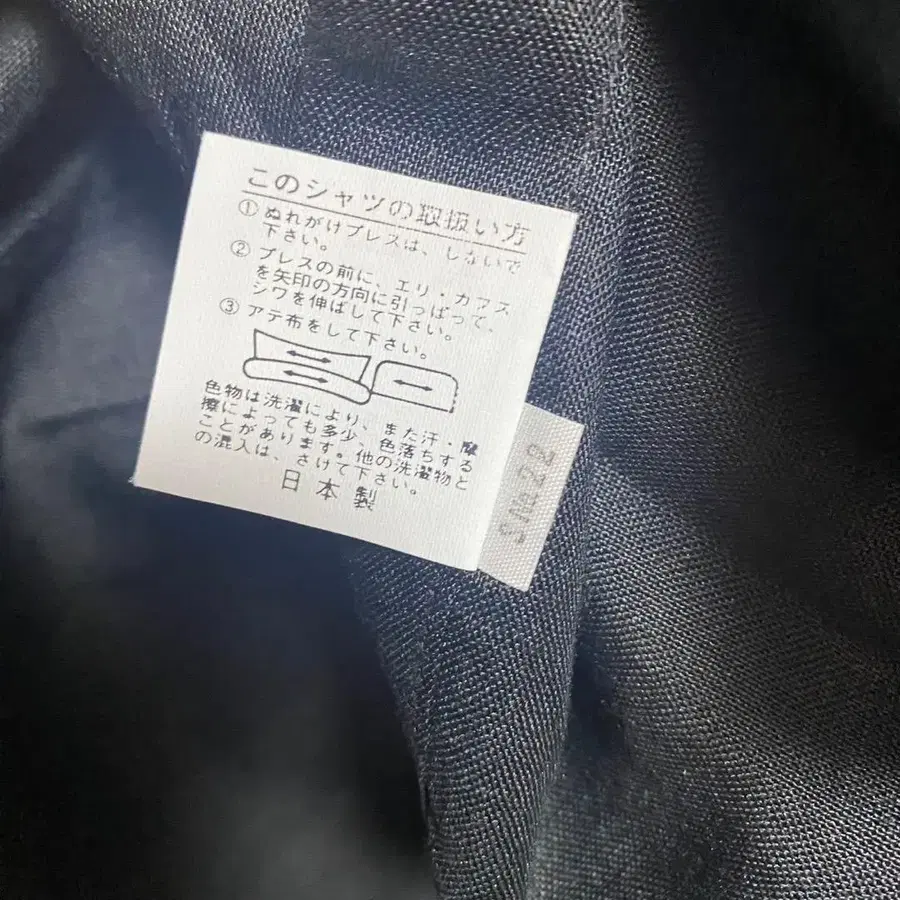 このシャツの取扱い方
① ぬれがけプレスは、しないで
下さい。
② プレスの前に、エリ・カフス
を矢印の方向に引っぱって、
シワを伸ばして下さい。
③ アテ布をして下さい。
色物は洗濯により、また汗・摩
擦によっても多少、色落ちする
ことがあります。他の洗濯物と
の混入は、さけて下さい。
日本製